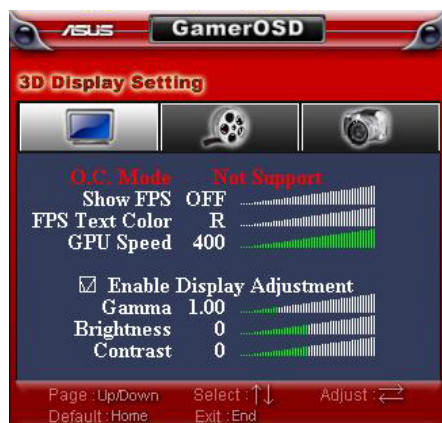 ASUS GamerOSD
3D Display Setting
O.C. Mode Not Support
Show FPS OFF
FPS Text Color R
GPU Speed 400
Enable Display Adjustment
Gamma 1.00
Brightness 0
Contrast 0
Page : Up/Down Select : ↑↓ Adjust : ⇄
Default : Home Exit : End